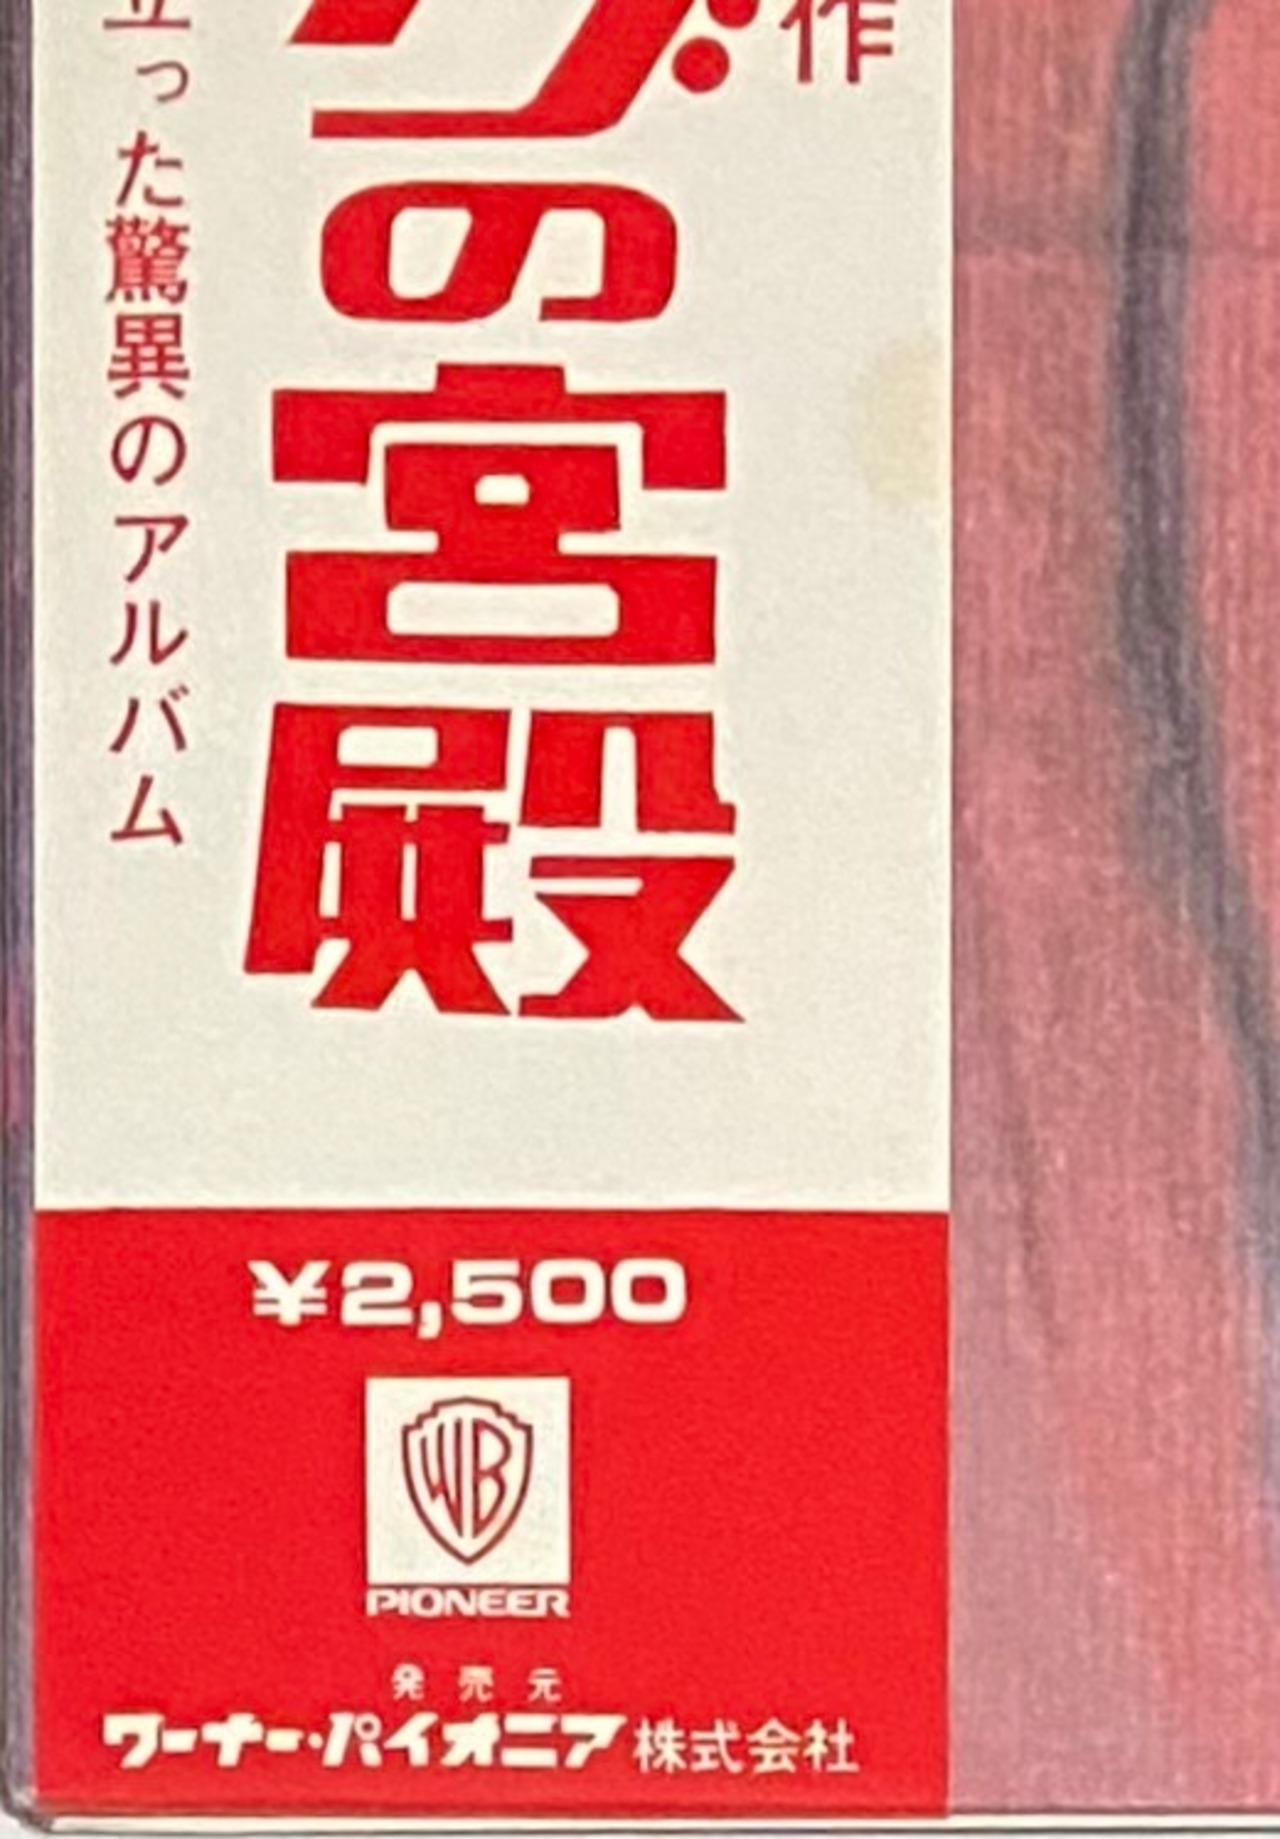 作
の宮殿
立った驚異のアルバム
¥2,500
WB
PIONEER
発売元
ワーナー・パイオニア株式会社